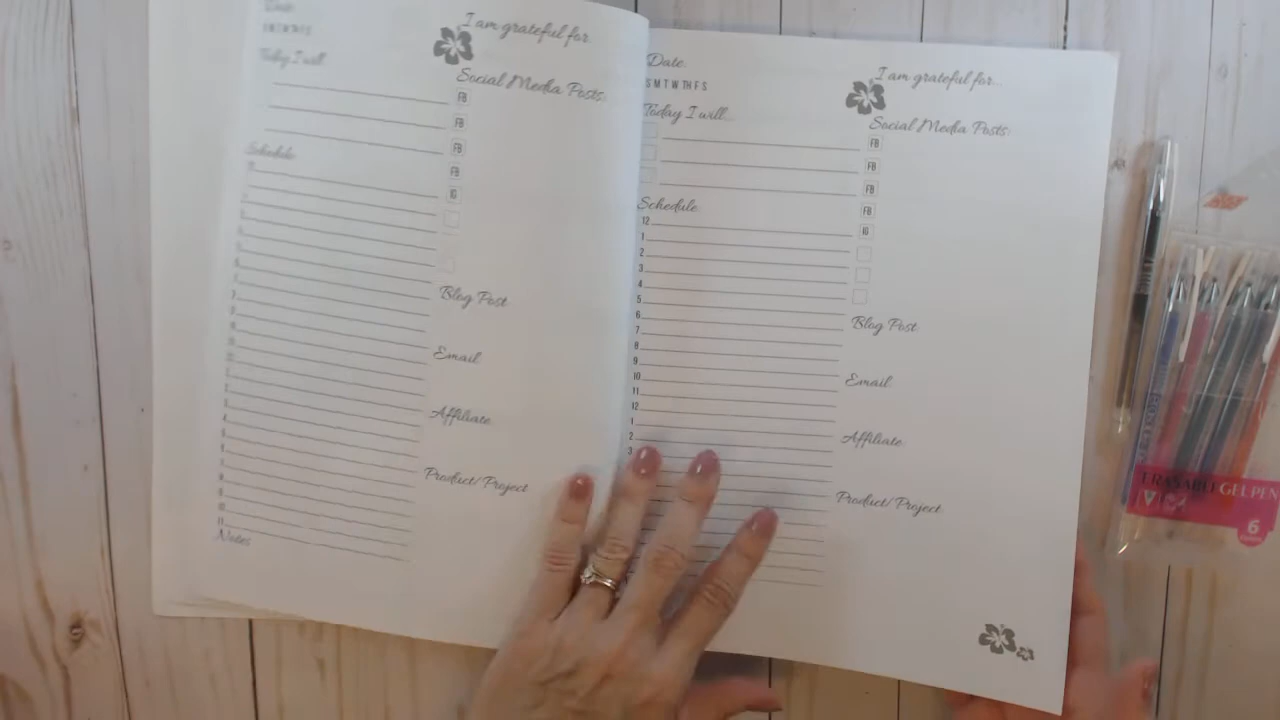 I am grateful for
Social Media Posts:
Today I will
FB
FB
FB
FB
IG
Schedule
Blog Post
Email
Affiliate
Product/Project
Notes
Date:
S M T W TH F S
Today I will...
I am grateful for...
Social Media Posts:
FB
FB
FB
FB
IG
Schedule
12
1
2
3
4
5
6
7
8
9
10
11
12
1
2
3
Blog Post
Email
Affiliate
Product/Project
ERASABLE GEL PEN
6